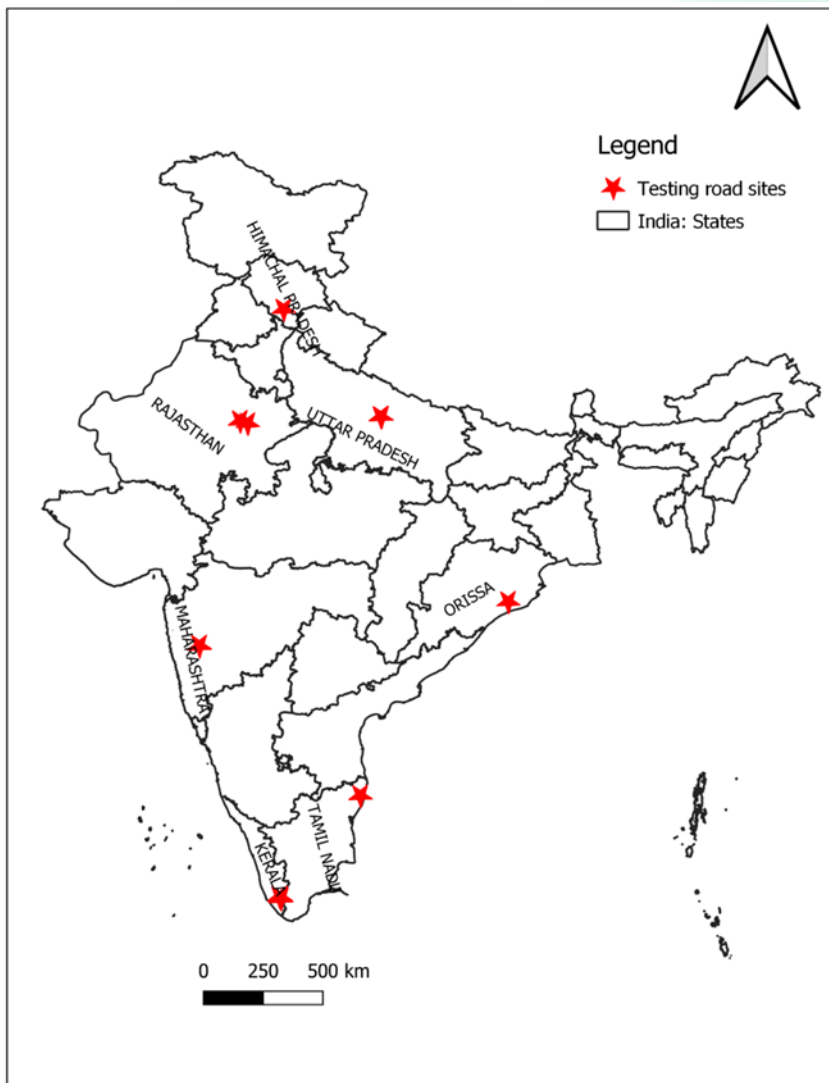 Legend
Testing road sites
India: States
HIMACHAL PRADESH
RAJASTHAN
UTTAR PRADESH
ORISSA
MAHARASHTRA
TAMIL NADU
KERALA
0 250 500 km